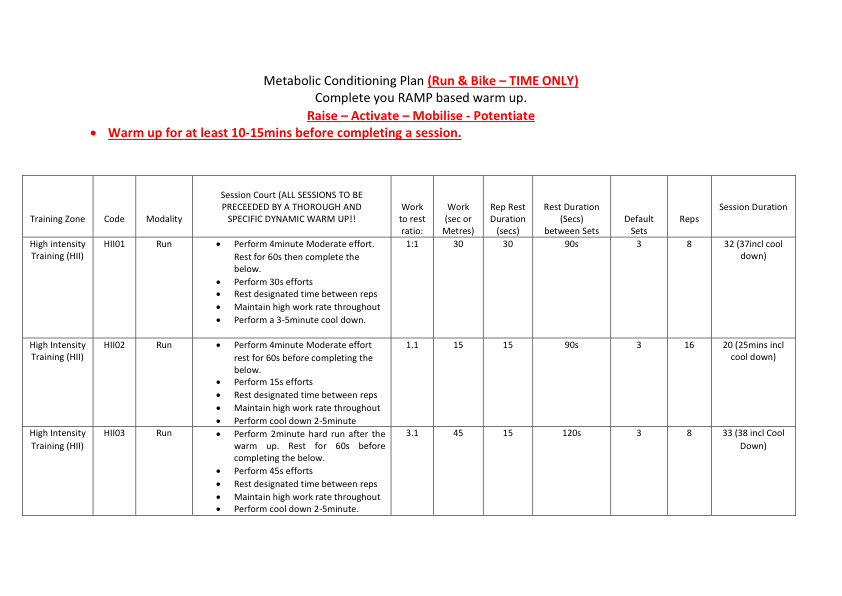 Metabolic Conditioning Plan (Run & Bike – TIME ONLY)
Complete you RAMP based warm up.
Raise – Activate – Mobilise - Potentiate
• Warm up for at least 10-15mins before completing a session.
Training Zone
Code
Modality
Session Court (ALL SESSIONS TO BE
PRECEEDED BY A THOROUGH AND
SPECIFIC DYNAMIC WARM UP!!
Work
to rest
ratio:
Work
(sec or
Metres)
Rep Rest
Duration
(secs)
Rest Duration
(Secs)
between Sets
Default
Sets
Reps
Session Duration
High intensity
Training (HII)
HII01
Run
• Perform 4minute Moderate effort.
Rest for 60s then complete the
below.
• Perform 30s efforts
• Rest designated time between reps
• Maintain high work rate throughout
• Perform a 3-5minute cool down.
1:1
30
30
90s
3
8
32 (37incl cool
down)
High Intensity
Training (HII)
HII02
Run
• Perform 4minute Moderate effort
rest for 60s before completing the
below.
• Perform 15s efforts
• Rest designated time between reps
• Maintain high work rate throughout
• Perform cool down 2-5minute
1.1
15
15
90s
3
16
20 (25mins incl
cool down)
High Intensity
Training (HII)
HII03
Run
• Perform 2minute hard run after the
warm up. Rest for 60s before
completing the below.
• Perform 45s efforts
• Rest designated time between reps
• Maintain high work rate throughout
• Perform cool down 2-5minute.
3.1
45
15
120s
3
8
33 (38 incl Cool
Down)